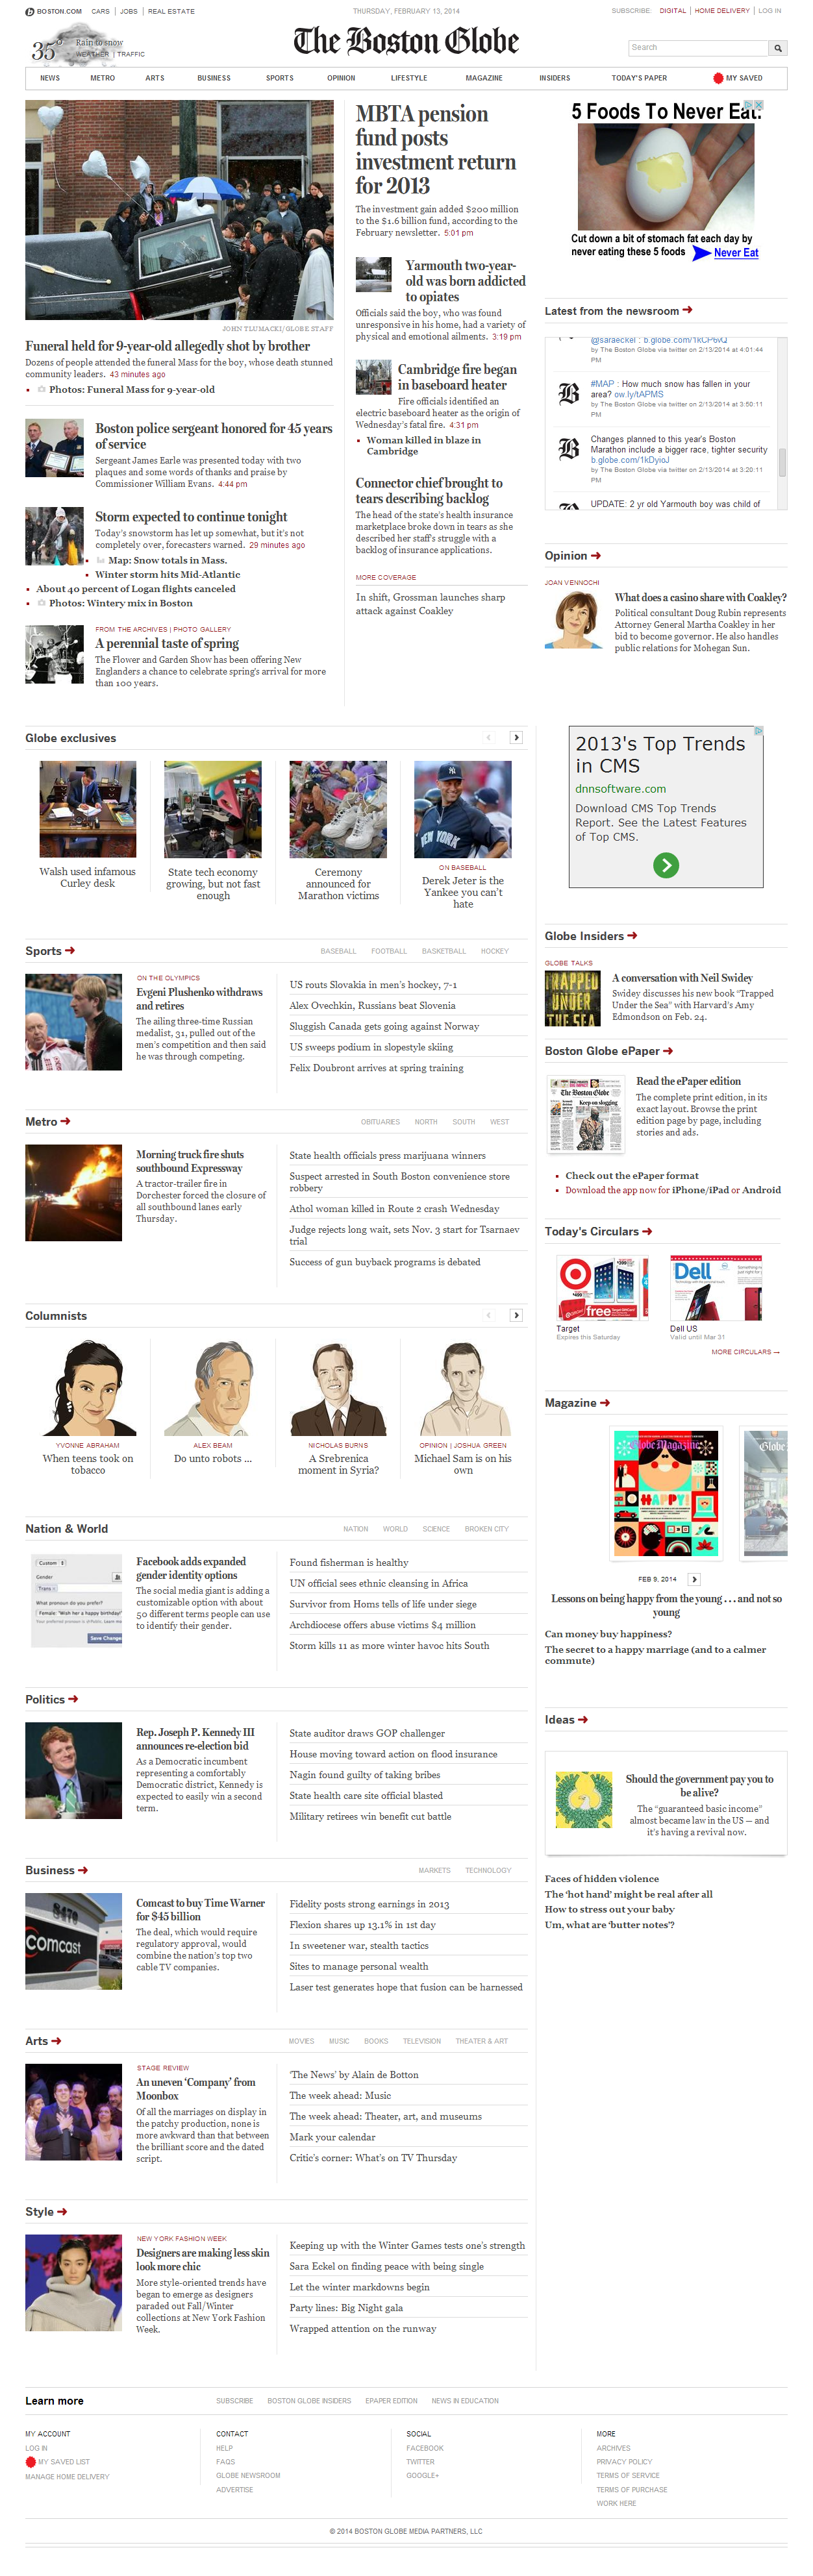 BOSTON.COM CARS JOBS REAL ESTATE
THURSDAY, FEBRUARY 13, 2014
SUBSCRIBE: DIGITAL HOME DELIVERY LOG IN
35° Rain to snow
WEATHER TRAFFIC
The Boston Globe
Search
NEWS METRO ARTS BUSINESS SPORTS OPINION LIFESTYLE MAGAZINE INSIDERS TODAY'S PAPER MY SAVED
JOHN TLUMACKI/GLOBE STAFF
Funeral held for 9-year-old allegedly shot by brother
Dozens of people attended the funeral Mass for the boy, whose death stunned
community leaders. 43 minutes ago
Photos: Funeral Mass for 9-year-old
Boston police sergeant honored for 45 years
of service
Sergeant James Earle was presented today with two
plaques and some words of thanks and praise by
Commissioner William Evans. 4:44 pm
Storm expected to continue tonight
Today's snowstorm has let up somewhat, but it's not
completely over, forecasters warned. 29 minutes ago
Map: Snow totals in Mass.
Winter storm hits Mid-Atlantic
About 40 percent of Logan flights canceled
Photos: Wintery mix in Boston
FROM THE ARCHIVES | PHOTO GALLERY
A perennial taste of spring
The Flower and Garden Show has been offering New
Englanders a chance to celebrate spring's arrival for more
than 100 years.
MBTA pension
fund posts
investment return
for 2013
The investment gain added $200 million
to the $1.6 billion fund, according to the
February newsletter. 5:01 pm
Yarmouth two-year-
old was born addicted
to opiates
Officials said the boy, who was found
unresponsive in his home, had a variety of
physical and emotional ailments. 3:19 pm
Cambridge fire began
in baseboard heater
Fire officials identified an
electric baseboard heater as the origin of
Wednesday's fatal fire. 4:31 pm
Woman killed in blaze in
Cambridge
Connector chief brought to
tears describing backlog
The head of the state's health insurance
marketplace broke down in tears as she
described her staff's struggle with a
backlog of insurance applications.
MORE COVERAGE
In shift, Grossman launches sharp
attack against Coakley
5 Foods To Never Eat:
Cut down a bit of stomach fat each day by
never eating these 5 foods Never Eat
Latest from the newsroom
@saraeckel : b.globe.com/1kCP6vQ
by The Boston Globe via twitter on 2/13/2014 at 4:01:44
PM
#MAP : How much snow has fallen in your
area? ow.ly/tAPMS
by The Boston Globe via twitter on 2/13/2014 at 3:50:11
PM
Changes planned to this year's Boston
Marathon include a bigger race, tighter security
b.globe.com/1kDyioJ
by The Boston Globe via twitter on 2/13/2014 at 3:20:11
PM
UPDATE: 2 yr old Yarmouth boy was child of
Opinion
JOAN VENNOCHI
What does a casino share with Coakley?
Political consultant Doug Rubin represents
Attorney General Martha Coakley in her
bid to become governor. He also handles
public relations for Mohegan Sun.
Globe exclusives
Walsh used infamous
Curley desk
State tech economy
growing, but not fast
enough
Ceremony
announced for
Marathon victims
NEW YORK
ON BASEBALL
Derek Jeter is the
Yankee you can't
hate
2013's Top Trends
in CMS
dnnsoftware.com
Download CMS Top Trends
Report. See the Latest Features
of Top CMS.
Sports
BASEBALL FOOTBALL BASKETBALL HOCKEY
ON THE OLYMPICS
Evgeni Plushenko withdraws
and retires
The ailing three-time Russian
medalist, 31, pulled out of the
men's competition and then said
he was through competing.
US routs Slovakia in men's hockey, 7-1
Alex Ovechkin, Russians beat Slovenia
Sluggish Canada gets going against Norway
US sweeps podium in slopestyle skiing
Felix Doubront arrives at spring training
Globe Insiders
GLOBE TALKS
TRAPPED
UNDER
THE SEA
A conversation with Neil Swidey
Swidey discusses his new book "Trapped
Under the Sea" with Harvard's Amy
Edmondson on Feb. 24.
Boston Globe ePaper
The Boston Globe
Keep on slogging
Read the ePaper edition
The complete print edition, in its
exact layout. Browse the print
edition page by page, including
stories and ads.
Check out the ePaper format
Download the app now for iPhone/iPad or Android
Metro
OBITUARIES NORTH SOUTH WEST
Morning truck fire shuts
southbound Expressway
A tractor-trailer fire in
Dorchester forced the closure of
all southbound lanes early
Thursday.
State health officials press marijuana winners
Suspect arrested in South Boston convenience store
robbery
Athol woman killed in Route 2 crash Wednesday
Judge rejects long wait, sets Nov. 3 start for Tsarnaev
trial
Success of gun buyback programs is debated
Today's Circulars
free
Dell
Target
Expires this Saturday
Dell US
Valid until Mar 31
MORE CIRCULARS →
Columnists
YVONNE ABRAHAM
When teens took on
tobacco
ALEX BEAM
Do unto robots ...
NICHOLAS BURNS
A Srebrenica
moment in Syria?
OPINION | JOSHUA GREEN
Michael Sam is on his
own
Magazine
Globe Magazine
HAPPY!
Globe
FEB 9, 2014
Lessons on being happy from the young . . . and not so
young
Can money buy happiness?
The secret to a happy marriage (and to a calmer
commute)
Nation & World
NATION WORLD SCIENCE BROKEN CITY
Custom
Gender
Trans
What pronoun do you prefer?
Female: "Wish her a happy birthday"
Save Change
Facebook adds expanded
gender identity options
The social media giant is adding a
customizable option with about
50 different terms people can use
to identify their gender.
Found fisherman is healthy
UN official sees ethnic cleansing in Africa
Survivor from Homs tells of life under siege
Archdiocese offers abuse victims $4 million
Storm kills 11 as more winter havoc hits South
Politics
Rep. Joseph P. Kennedy III
announces re-election bid
As a Democratic incumbent
representing a comfortably
Democratic district, Kennedy is
expected to easily win a second
term.
State auditor draws GOP challenger
House moving toward action on flood insurance
Nagin found guilty of taking bribes
State health care site official blasted
Military retirees win benefit cut battle
Ideas
Should the government pay you to
be alive?
The "guaranteed basic income"
almost became law in the US — and
it's having a revival now.
Faces of hidden violence
The 'hot hand' might be real after all
How to stress out your baby
Um, what are 'butter notes'?
Business
MARKETS TECHNOLOGY
comcast
Comcast to buy Time Warner
for $45 billion
The deal, which would require
regulatory approval, would
combine the nation's top two
cable TV companies.
Fidelity posts strong earnings in 2013
Flexion shares up 13.1% in 1st day
In sweetener war, stealth tactics
Sites to manage personal wealth
Laser test generates hope that fusion can be harnessed
Arts
MOVIES MUSIC BOOKS TELEVISION THEATER & ART
STAGE REVIEW
An uneven 'Company' from
Moonbox
Of all the marriages on display in
the patchy production, none is
more awkward than that between
the brilliant score and the dated
script.
'The News' by Alain de Botton
The week ahead: Music
The week ahead: Theater, art, and museums
Mark your calendar
Critic's corner: What's on TV Thursday
Style
NEW YORK FASHION WEEK
Designers are making less skin
look more chic
More style-oriented trends have
began to emerge as designers
paraded out Fall/Winter
collections at New York Fashion
Week.
Keeping up with the Winter Games tests one's strength
Sara Eckel on finding peace with being single
Let the winter markdowns begin
Party lines: Big Night gala
Wrapped attention on the runway
Learn more
SUBSCRIBE BOSTON GLOBE INSIDERS EPAPER EDITION NEWS IN EDUCATION
MY ACCOUNT
LOG IN
MY SAVED LIST
MANAGE HOME DELIVERY
CONTACT
HELP
FAQS
GLOBE NEWSROOM
ADVERTISE
SOCIAL
FACEBOOK
TWITTER
GOOGLE+
MORE
ARCHIVES
PRIVACY POLICY
TERMS OF SERVICE
TERMS OF PURCHASE
WORK HERE
© 2014 BOSTON GLOBE MEDIA PARTNERS, LLC